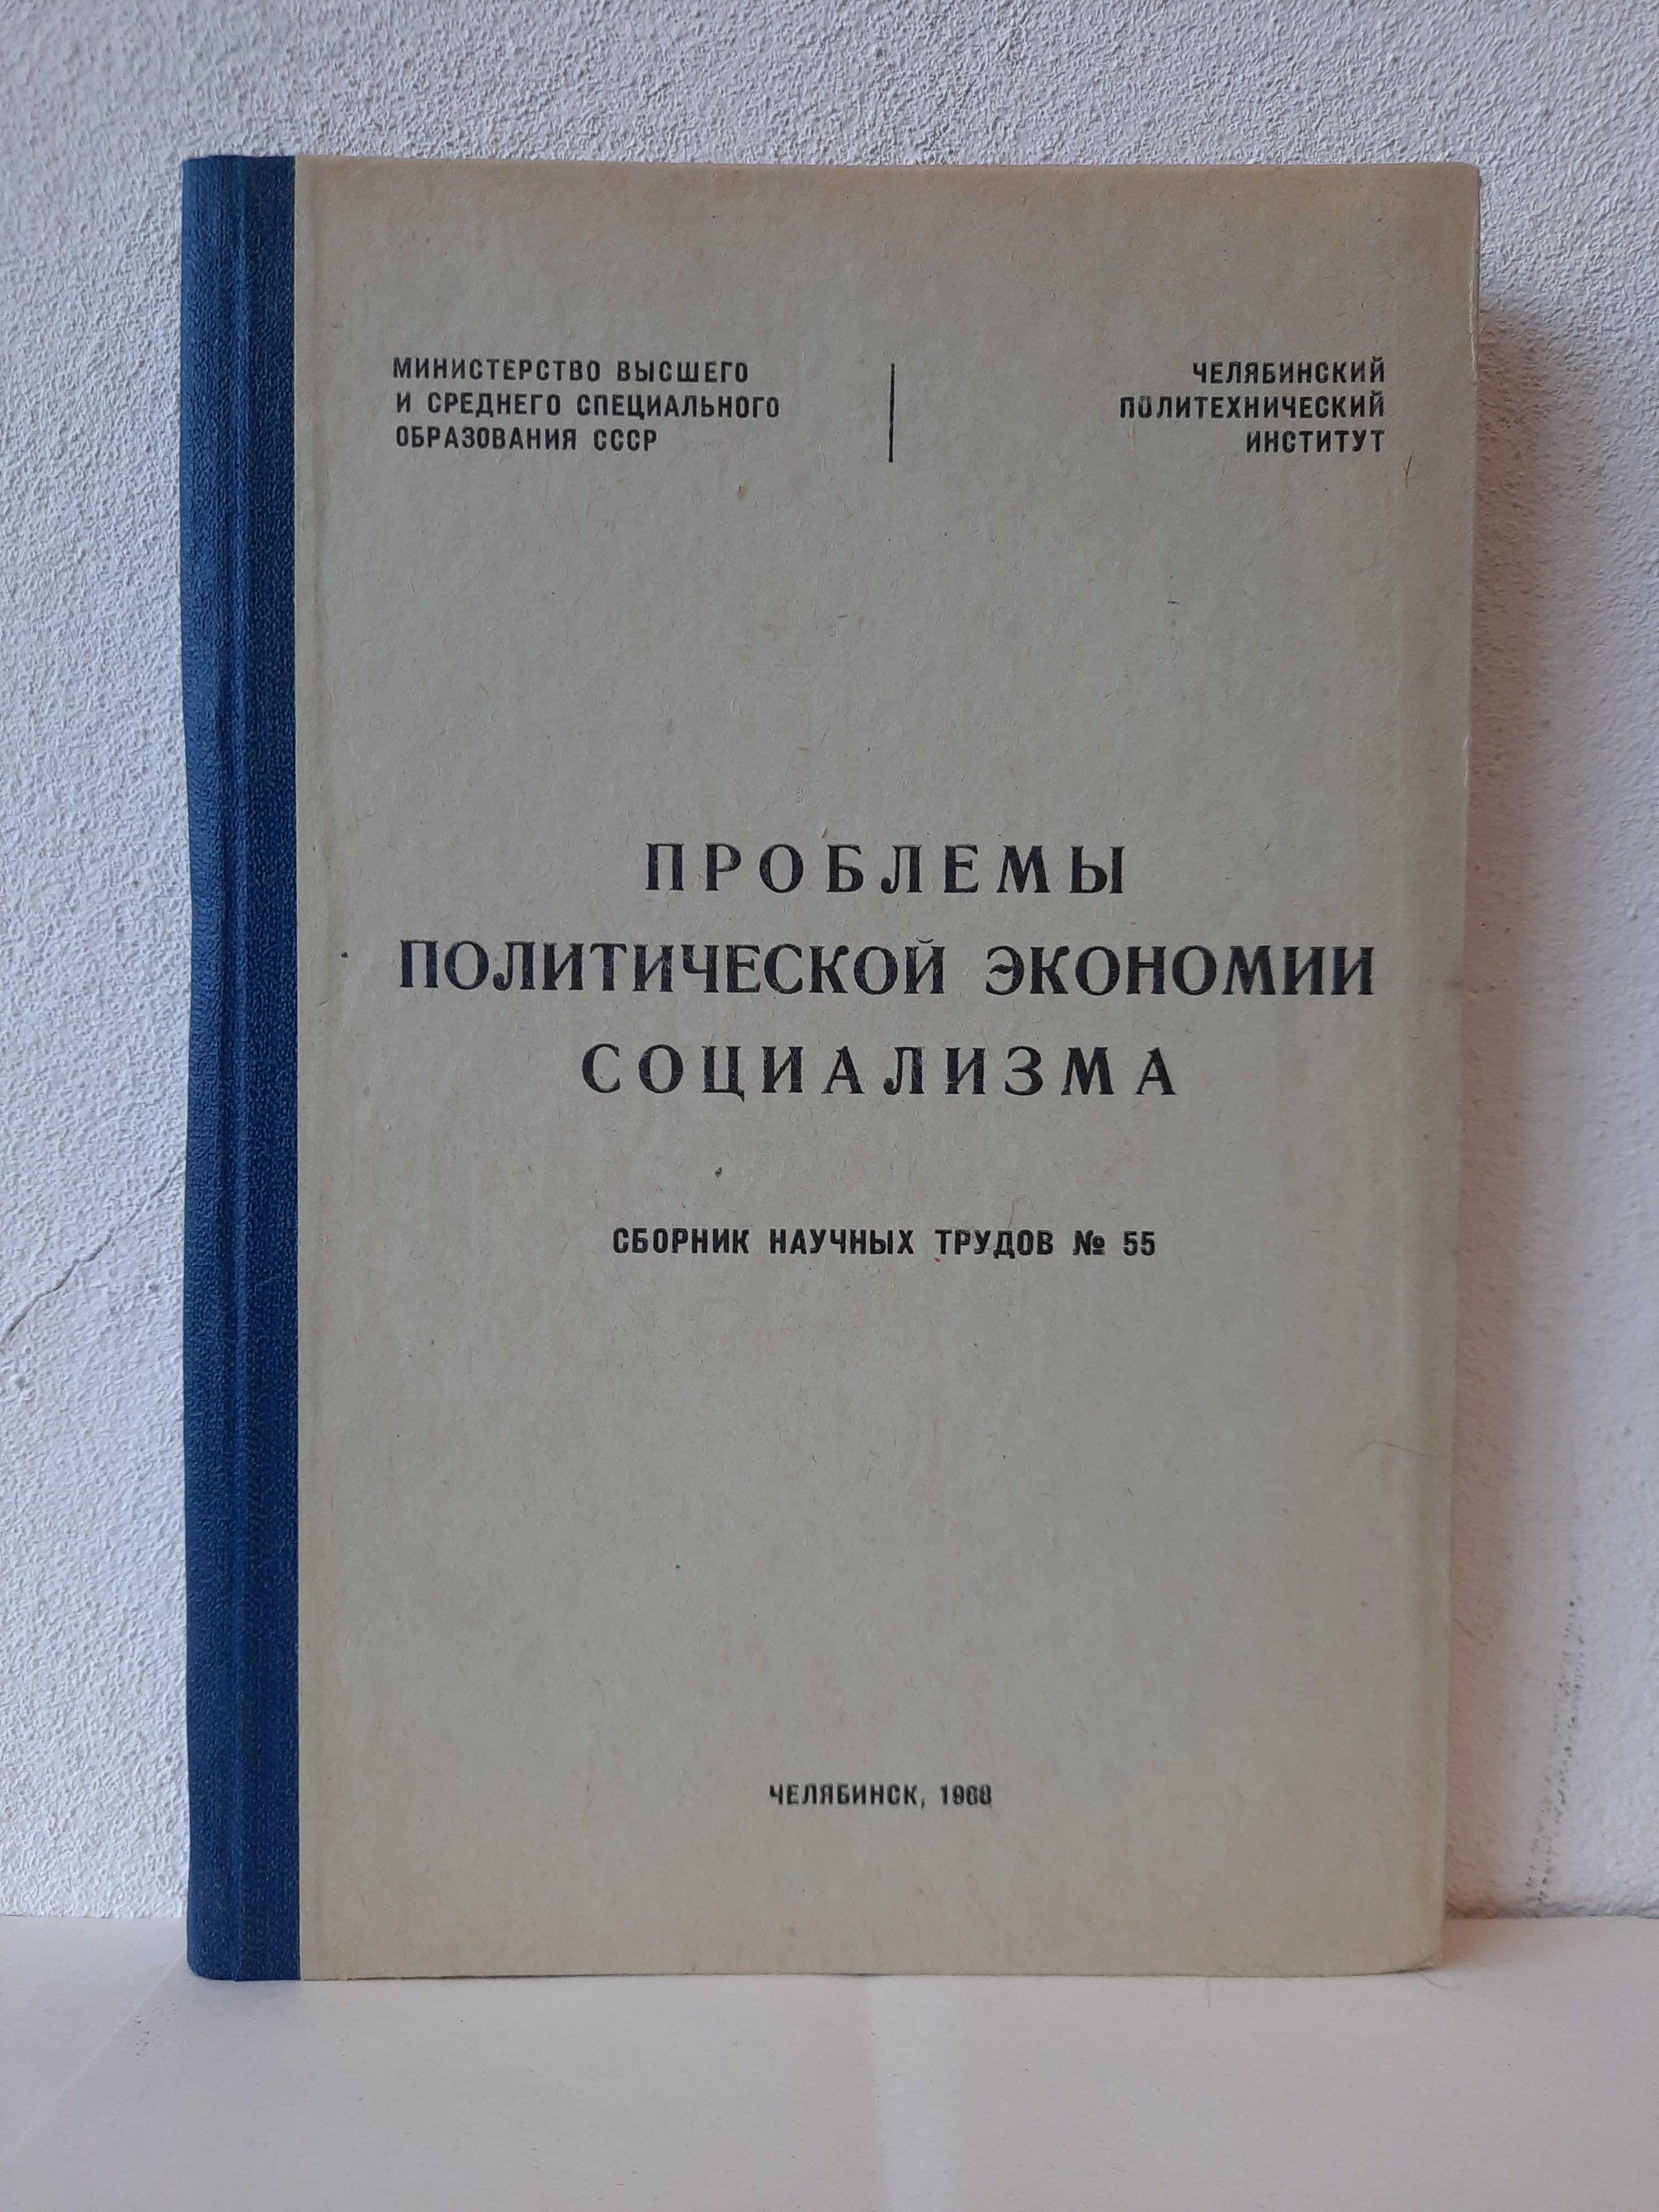 МИНИСТЕРСТВО ВЫСШЕГО
И СРЕДНЕГО СПЕЦИАЛЬНОГО
ОБРАЗОВАНИЯ СССР
ЧЕЛЯБИНСКИЙ
ПОЛИТЕХНИЧЕСКИЙ
ИНСТИТУТ
ПРОБЛЕМЫ
ПОЛИТИЧЕСКОЙ ЭКОНОМИИ
СОЦИАЛИЗМА
СБОРНИК НАУЧНЫХ ТРУДОВ № 55
ЧЕЛЯБИНСК, 1968